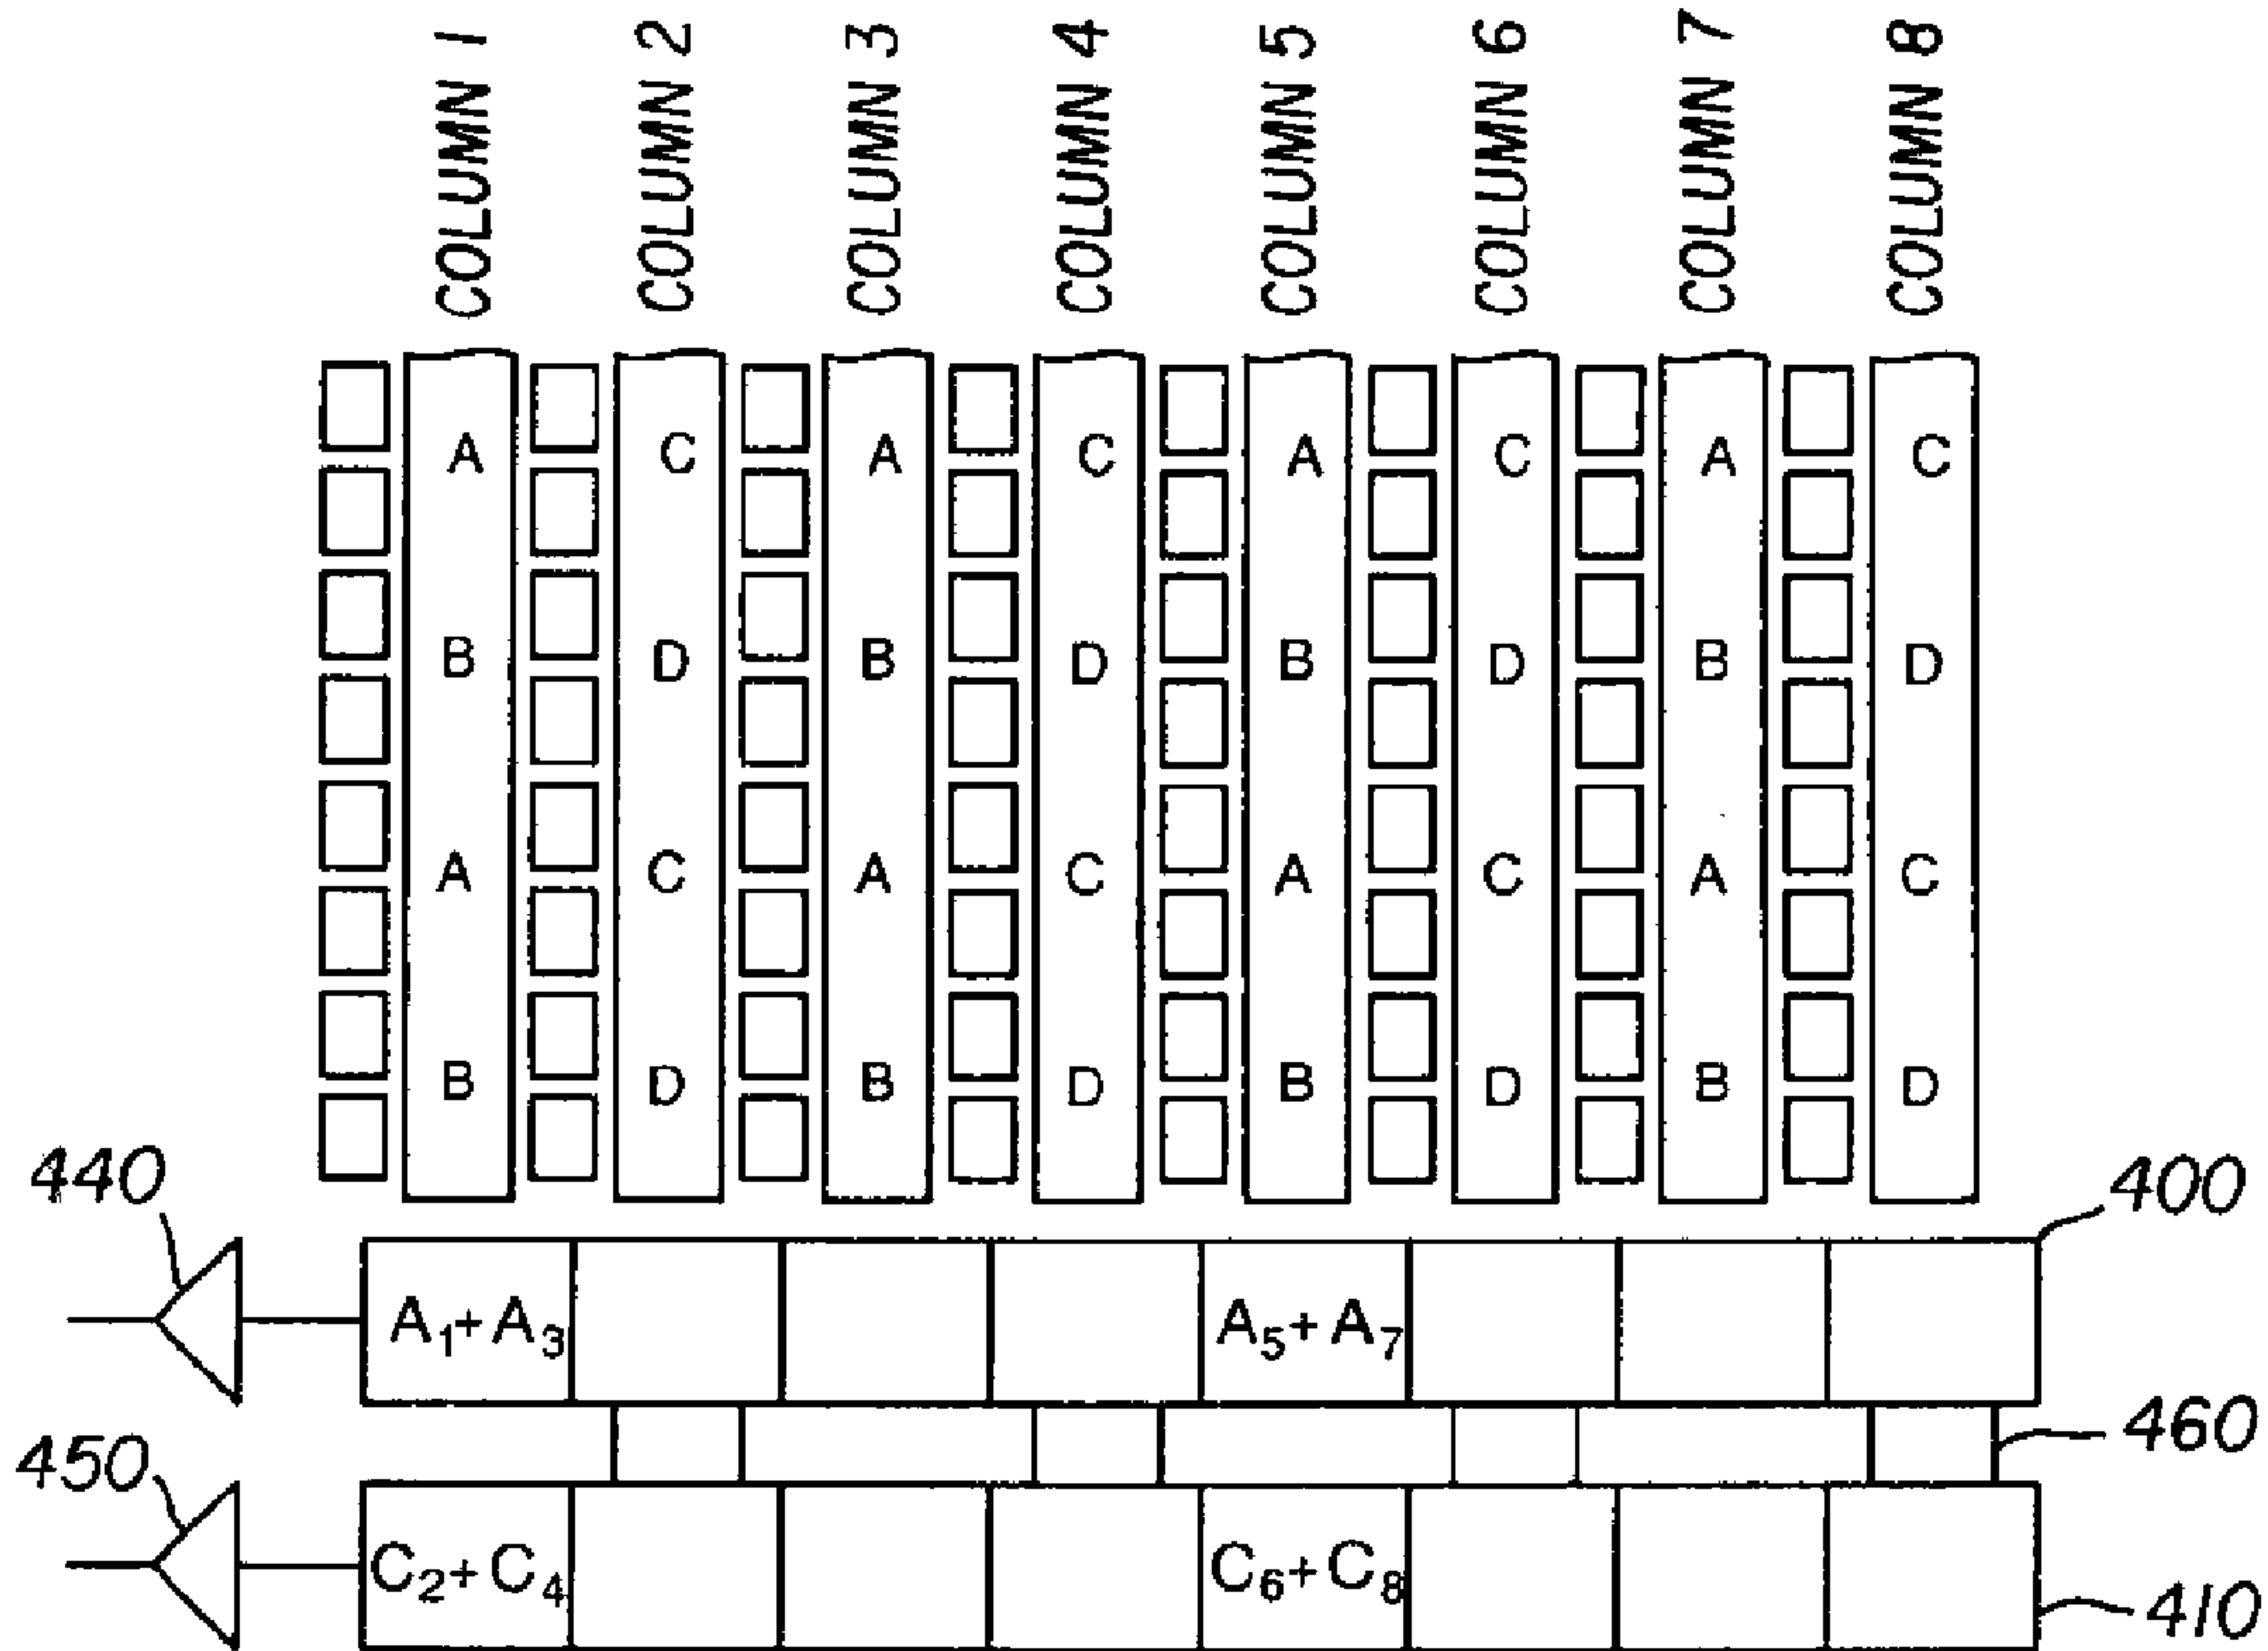 COLUMN 1 COLUMN 2 COLUMN 3 COLUMN 4 COLUMN 5 COLUMN 6 COLUMN 7 COLUMN 8
A C A C A C A C
B D B D B D B D
A C A C A C A C
B D B D B D B D
440 400
A₁+A₃ A₅+A₇
450 460
C₂+C₄ C₆+C₈
410